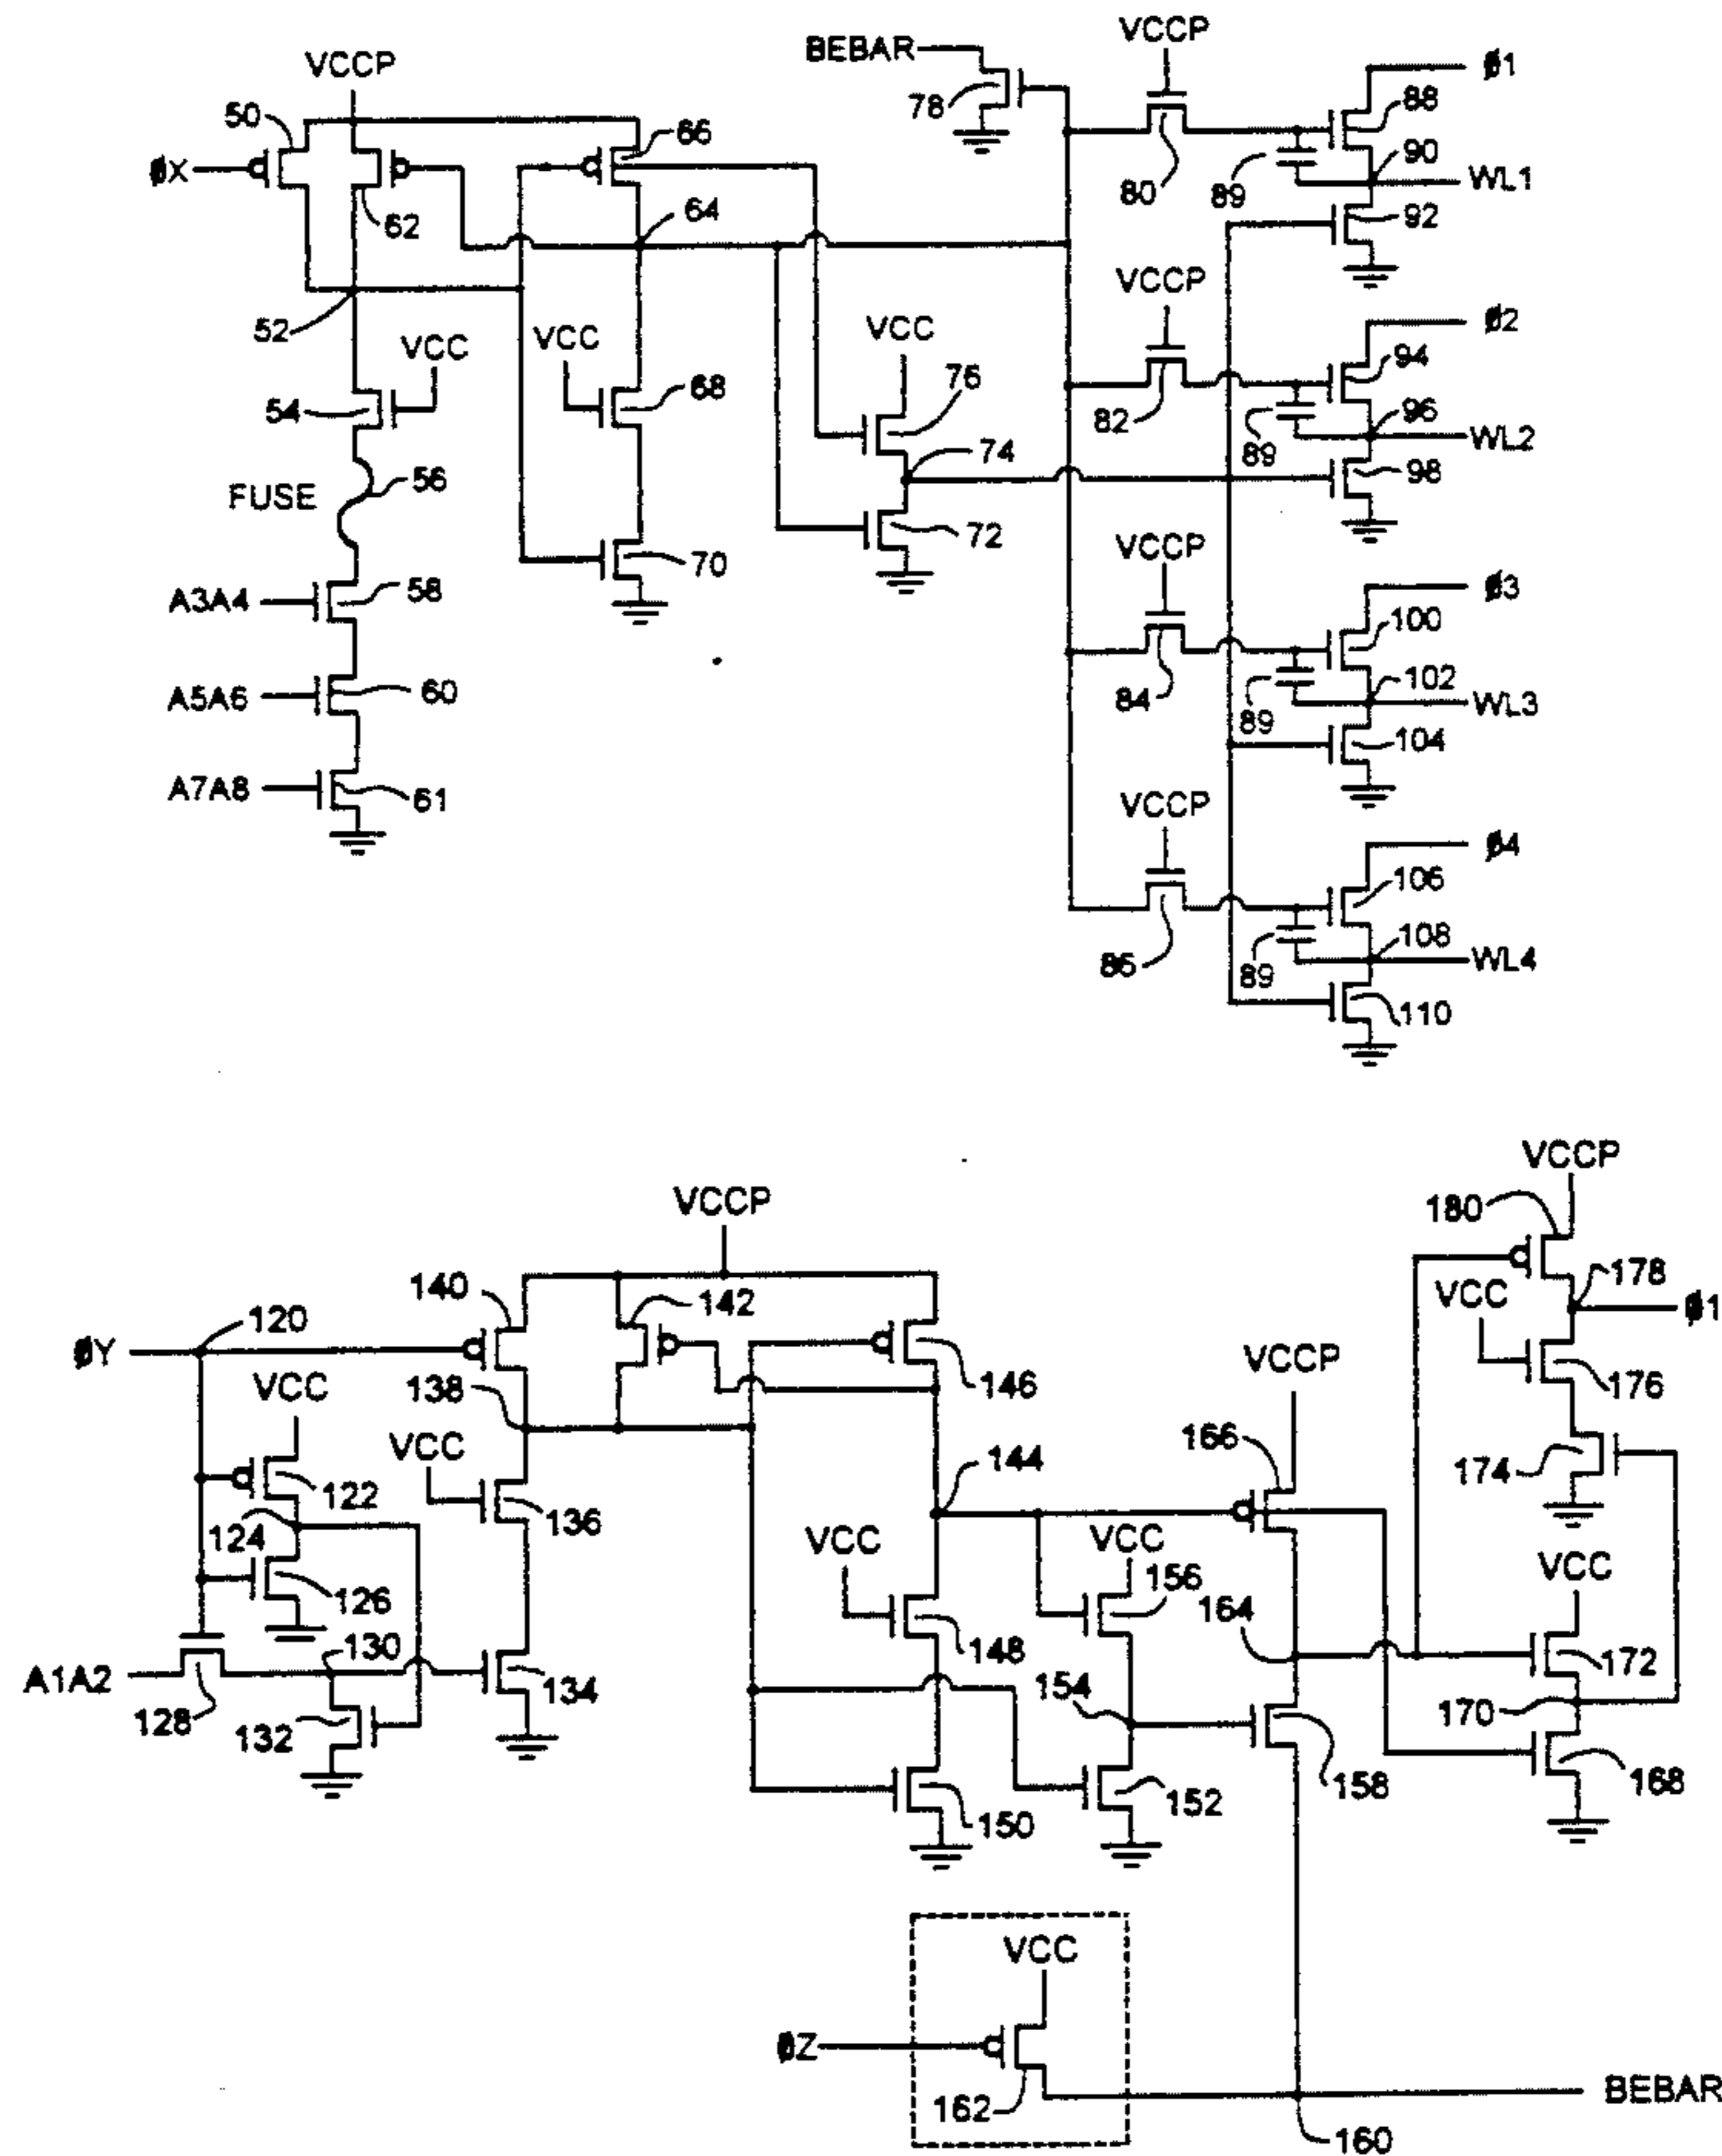 VCCP
BEBAR
VCCP
ø1
50
66
78
88
øX
62
64
89
80
90
WL1
92
52
VCC
VCC
VCC
VCCP
ø2
54
68
76
82
94
89
96
WL2
FUSE
56
74
98
A3A4
58
70
72
VCCP
ø3
100
A5A6
60
84
89
102
WL3
104
A7A8
61
VCCP
ø4
106
86
89
108
WL4
110
VCCP
VCCP
180
140
142
178
øY
120
VCC
ø1
VCC
138
146
VCCP
176
VCC
166
174
122
136
144
124
VCC
VCC
156
VCC
126
164
130
148
172
A1A2
128
132
134
154
170
150
152
158
168
VCC
øZ
162
BEBAR
160